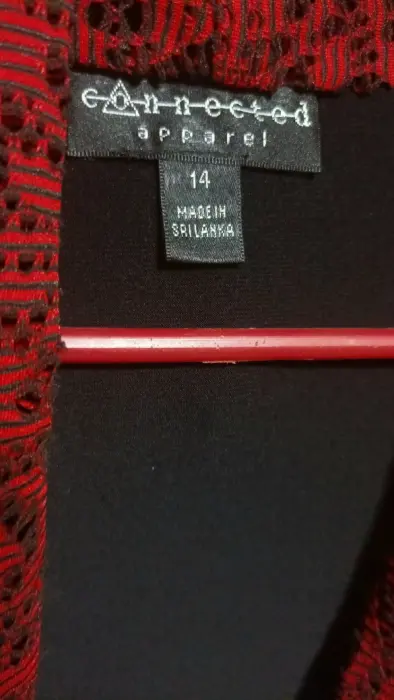 connected
apparel
14
MADE IN
SRI LANKA